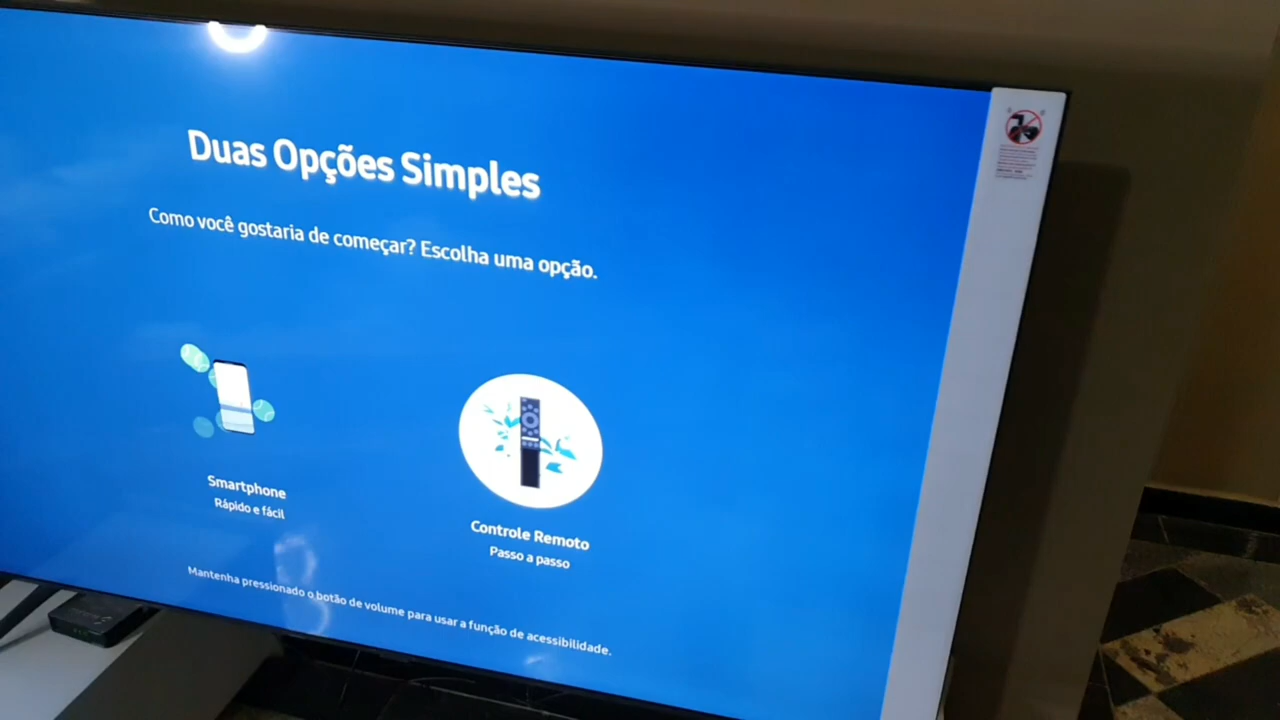 Duas Opções Simples
Como você gostaria de começar? Escolha uma opção.
Smartphone
Rápido e fácil
Controle Remoto
Passo a passo
Mantenha pressionado o botão de volume para usar a função de acessibilidade.